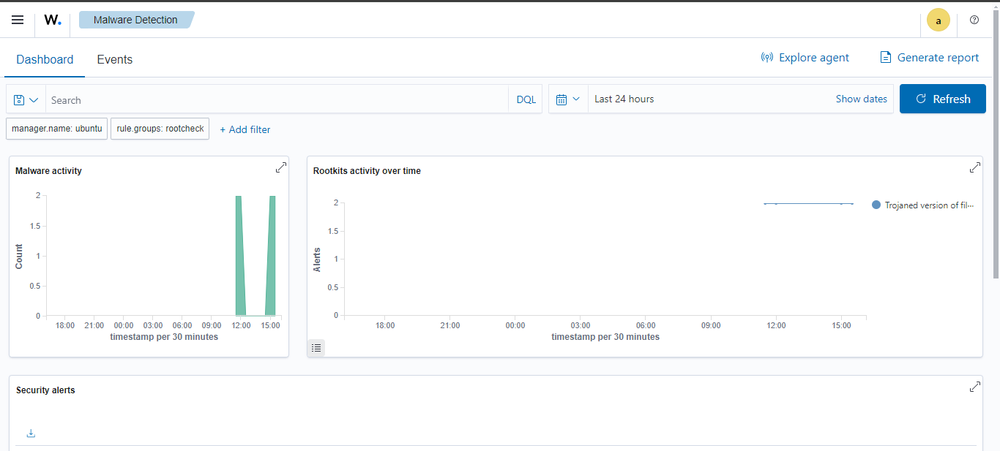 W. Malware Detection a
Dashboard Events Explore agent Generate report
Search DQL Last 24 hours Show dates Refresh
manager.name: ubuntu rule.groups: rootcheck + Add filter
Malware activity
2
1.5
1
0.5
0
Count
18:00 21:00 00:00 03:00 06:00 09:00 12:00 15:00
timestamp per 30 minutes
Rootkits activity over time
2
1.5
1
0.5
0
Alerts
18:00 21:00 00:00 03:00 06:00 09:00 12:00 15:00
timestamp per 30 minutes
Trojaned version of fil...
Security alerts